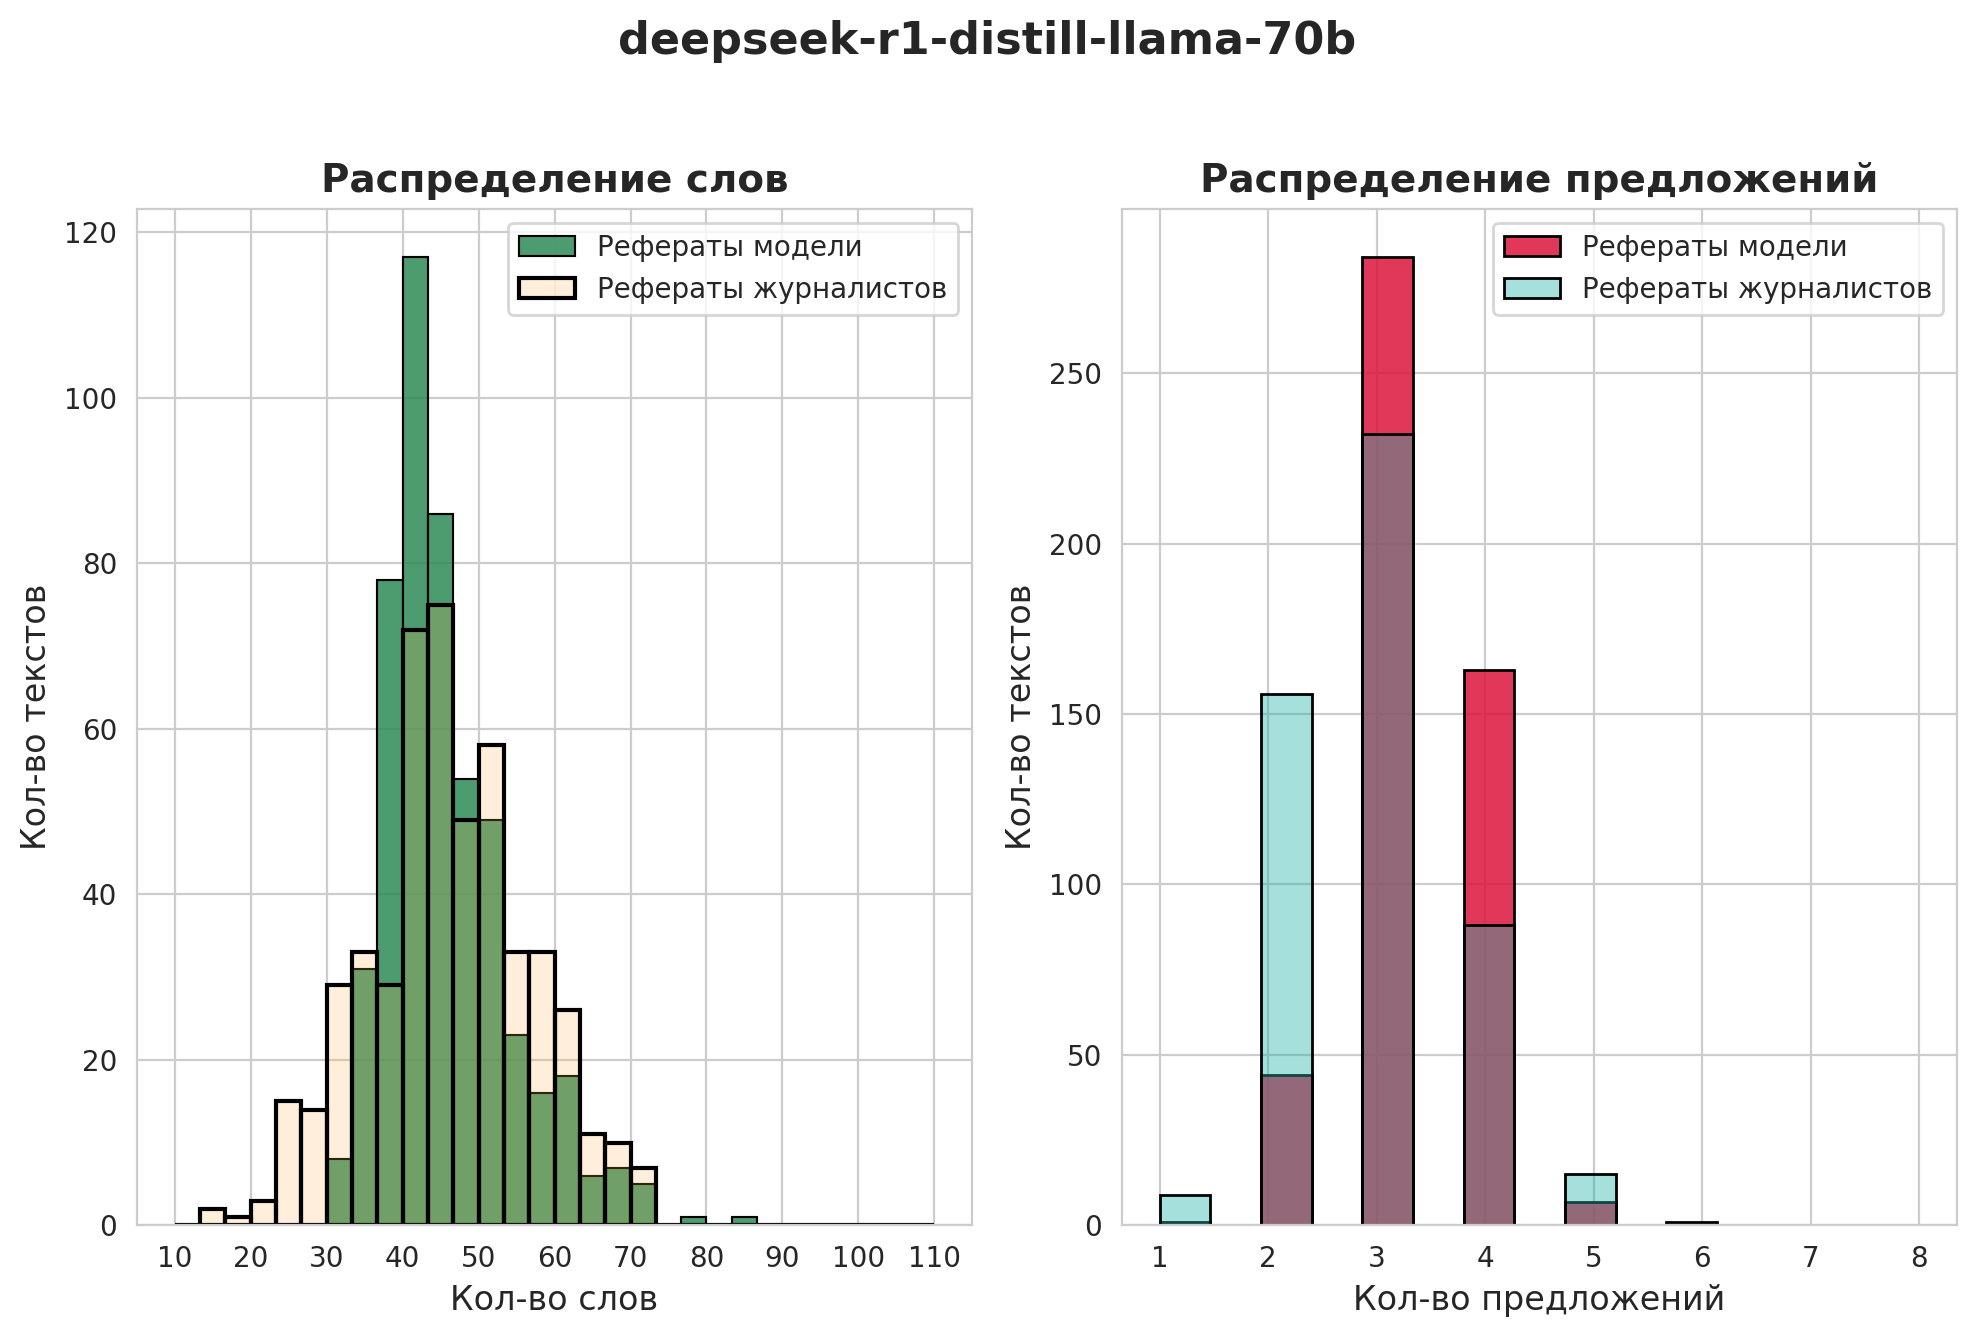 deepseek-r1-distill-llama-70b
Распределение слов
Рефераты модели
Рефераты журналистов
Кол-во текстов
120
100
80
60
40
20
0
10 20 30 40 50 60 70 80 90 100 110
Кол-во слов
Распределение предложений
Рефераты модели
Рефераты журналистов
Кол-во текстов
250
200
150
100
50
0
1 2 3 4 5 6 7 8
Кол-во предложений